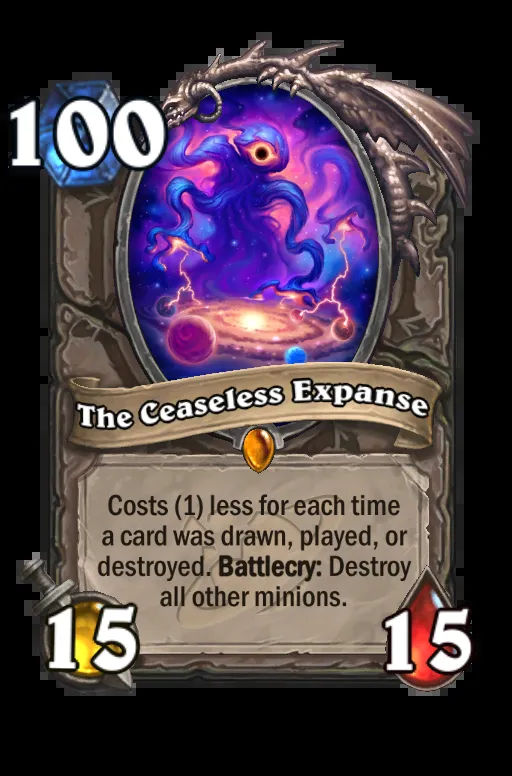 100
The Ceaseless Expanse
Costs (1) less for each time
a card was drawn, played, or
destroyed. Battlecry: Destroy
all other minions.
15
15